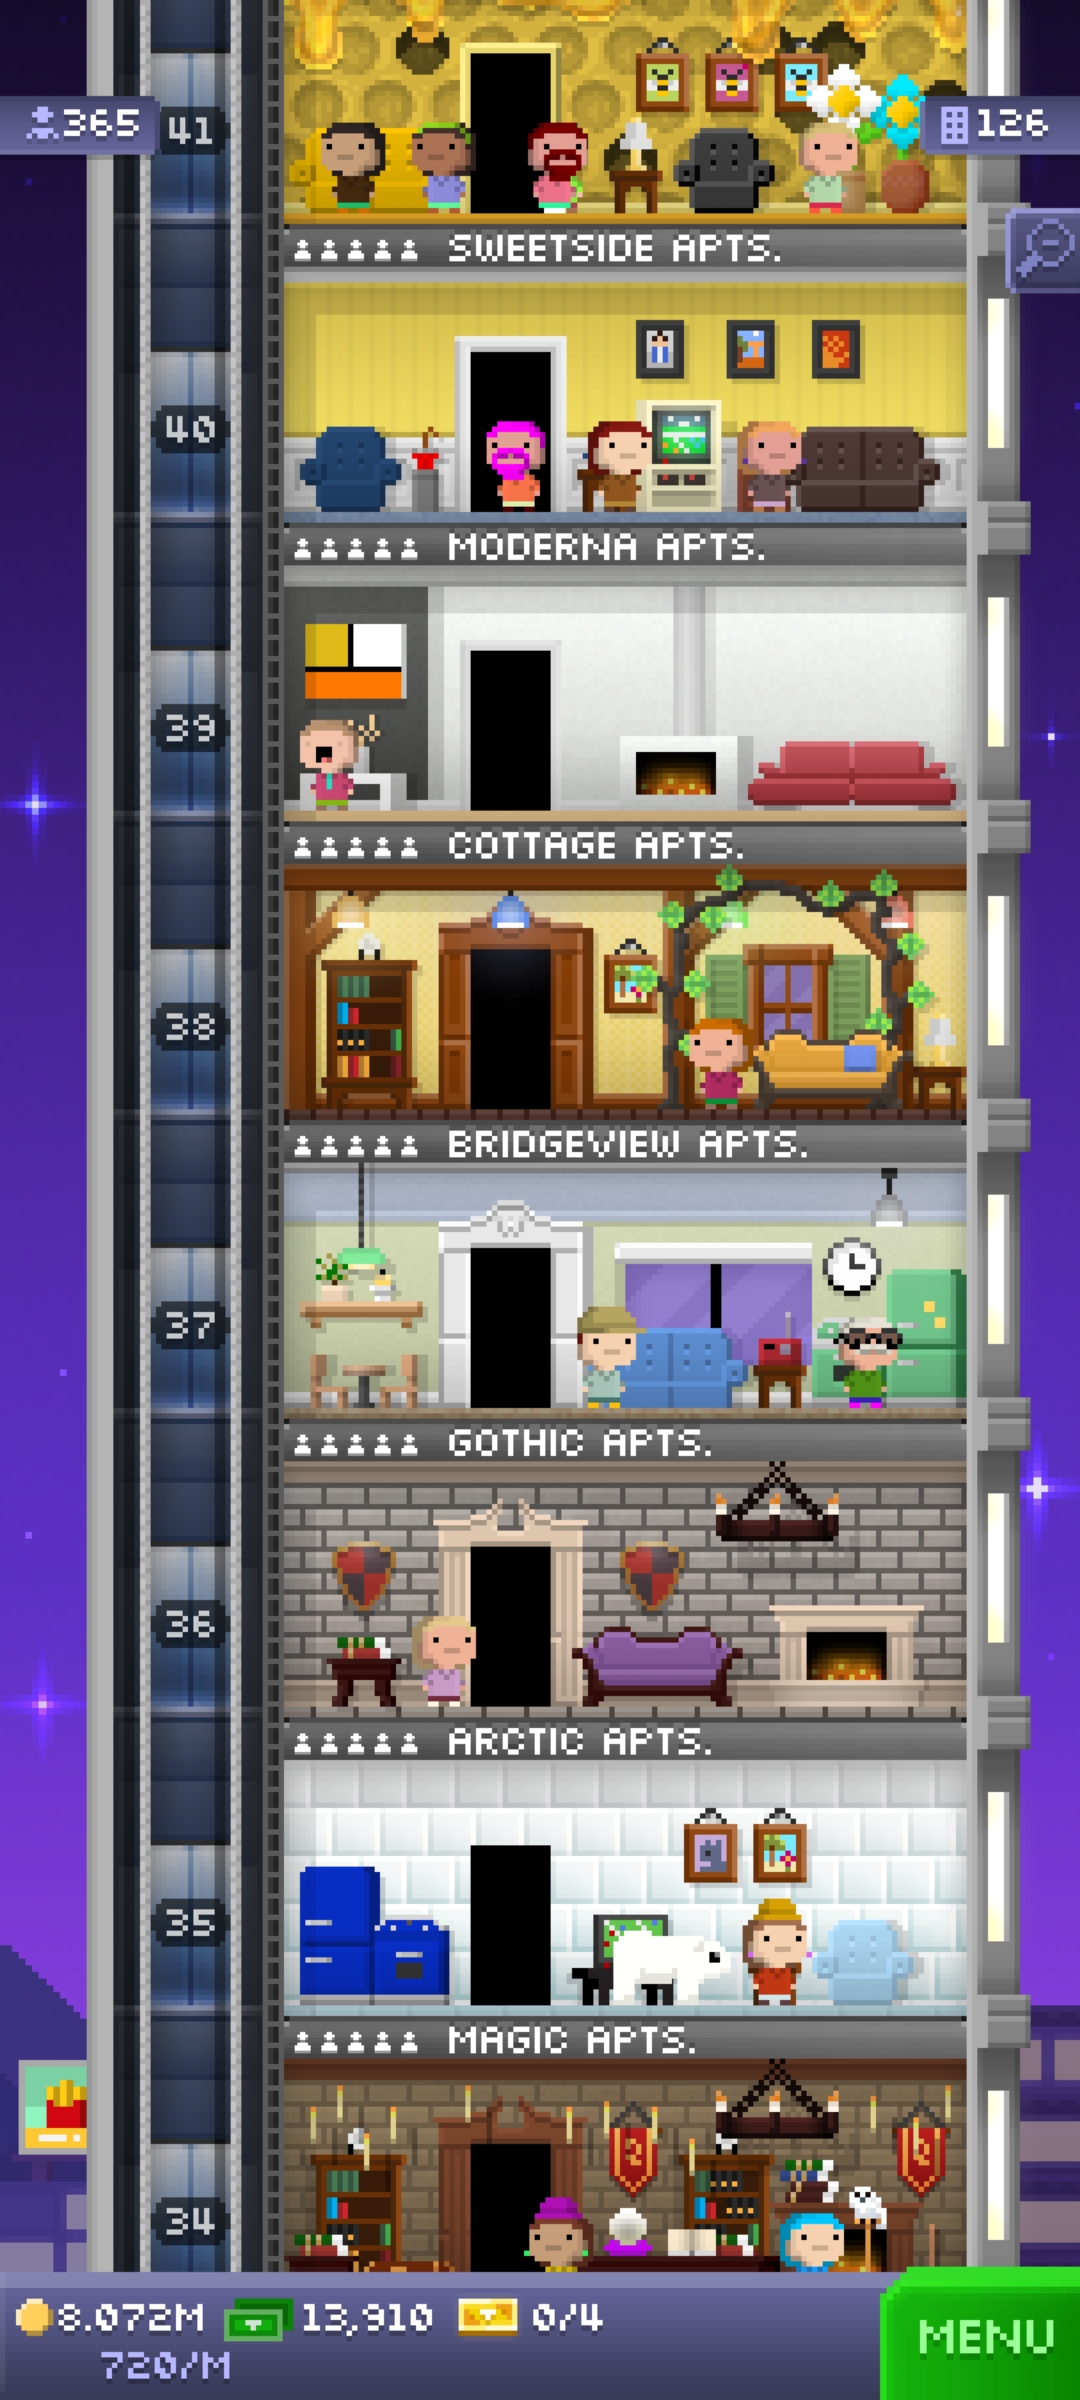 365
41
126
SWEETSIDE APTS.
40
MODERNA APTS.
39
COTTAGE APTS.
38
BRIDGEVIEW APTS.
37
GOTHIC APTS.
36
ARCTIC APTS.
35
MAGIC APTS.
34
8.072M 13,910 0/4
720/M
MENU